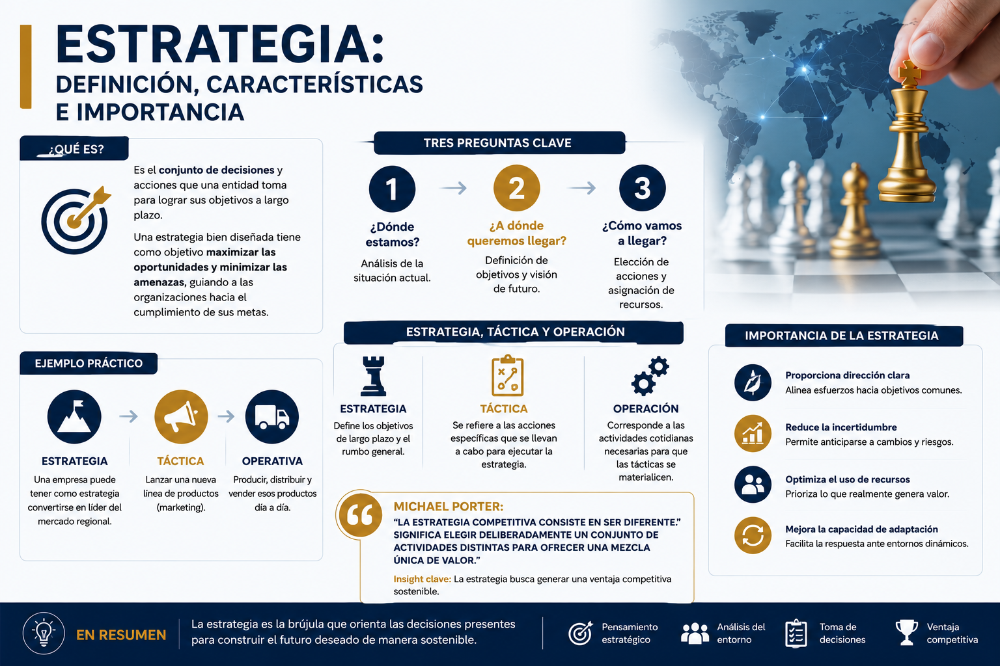 ESTRATEGIA:
DEFINICIÓN, CARACTERÍSTICAS
E IMPORTANCIA
¿QUÉ ES?
Es el conjunto de decisiones y
acciones que una entidad toma
para lograr sus objetivos a largo
plazo.
Una estrategia bien diseñada tiene
como objetivo maximizar las
oportunidades y minimizar las
amenazas, guiando a las
organizaciones hacia el
cumplimiento de sus metas.
TRES PREGUNTAS CLAVE
1
¿Dónde
estamos?
Análisis de la
situación actual.
2
¿A dónde
queremos llegar?
Definición de
objetivos y visión
de futuro.
3
¿Cómo vamos
a llegar?
Elección de
acciones y
asignación de
recursos.
EJEMPLO PRÁCTICO
ESTRATEGIA
Una empresa puede
tener como estrategia
convertirse en líder del
mercado regional.
TÁCTICA
Lanzar una nueva
línea de productos
(marketing).
OPERATIVA
Producir, distribuir y
vender esos productos
día a día.
ESTRATEGIA, TÁCTICA Y OPERACIÓN
ESTRATEGIA
Define los objetivos
de largo plazo y el
rumbo general.
TÁCTICA
Se refiere a las acciones
específicas que se llevan
a cabo para ejecutar la
estrategia.
OPERACIÓN
Corresponde a las
actividades cotidianas
necesarias para que
las tácticas se
materialicen.
MICHAEL PORTER:
“LA ESTRATEGIA COMPETITIVA CONSISTE EN SER DIFERENTE.”
SIGNIFICA ELEGIR DELIBERADAMENTE UN CONJUNTO DE
ACTIVIDADES DISTINTAS PARA OFRECER UNA MEZCLA
ÚNICA DE VALOR.”
Insight clave: La estrategia busca generar una ventaja competitiva
sostenible.
IMPORTANCIA DE LA ESTRATEGIA
Proporciona dirección clara
Alinea esfuerzos hacia objetivos comunes.
Reduce la incertidumbre
Permite anticiparse a cambios y riesgos.
Optimiza el uso de recursos
Prioriza lo que realmente genera valor.
Mejora la capacidad de adaptación
Facilita la respuesta ante entornos dinámicos.
EN RESUMEN
La estrategia es la brújula que orienta las decisiones presentes
para construir el futuro deseado de manera sostenible.
Pensamiento
estratégico
Análisis del
entorno
Toma de
decisiones
Ventaja
competitiva